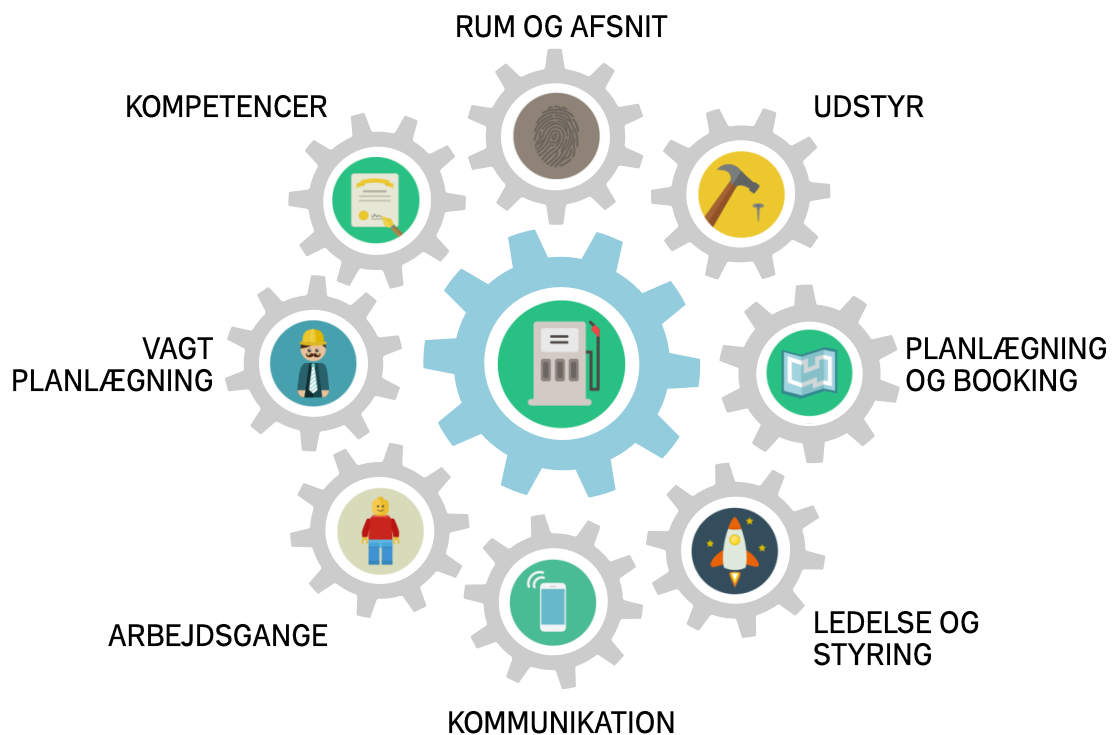 RUM OG AFSNIT
KOMPETENCER
UDSTYR
VAGT
PLANLÆGNING
PLANLÆGNING
OG BOOKING
ARBEJDSGANGE
LEDELSE OG
STYRING
KOMMUNIKATION